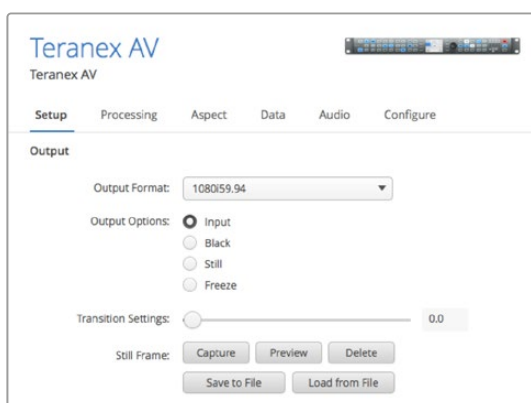 Teranex AV
Teranex AV
Setup Processing Aspect Data Audio Configure
Output
Output Format: 1080i59.94
Output Options: Input
Black
Still
Freeze
Transition Settings: 0.0
Still Frame: Capture Preview Delete
Save to File Load from File